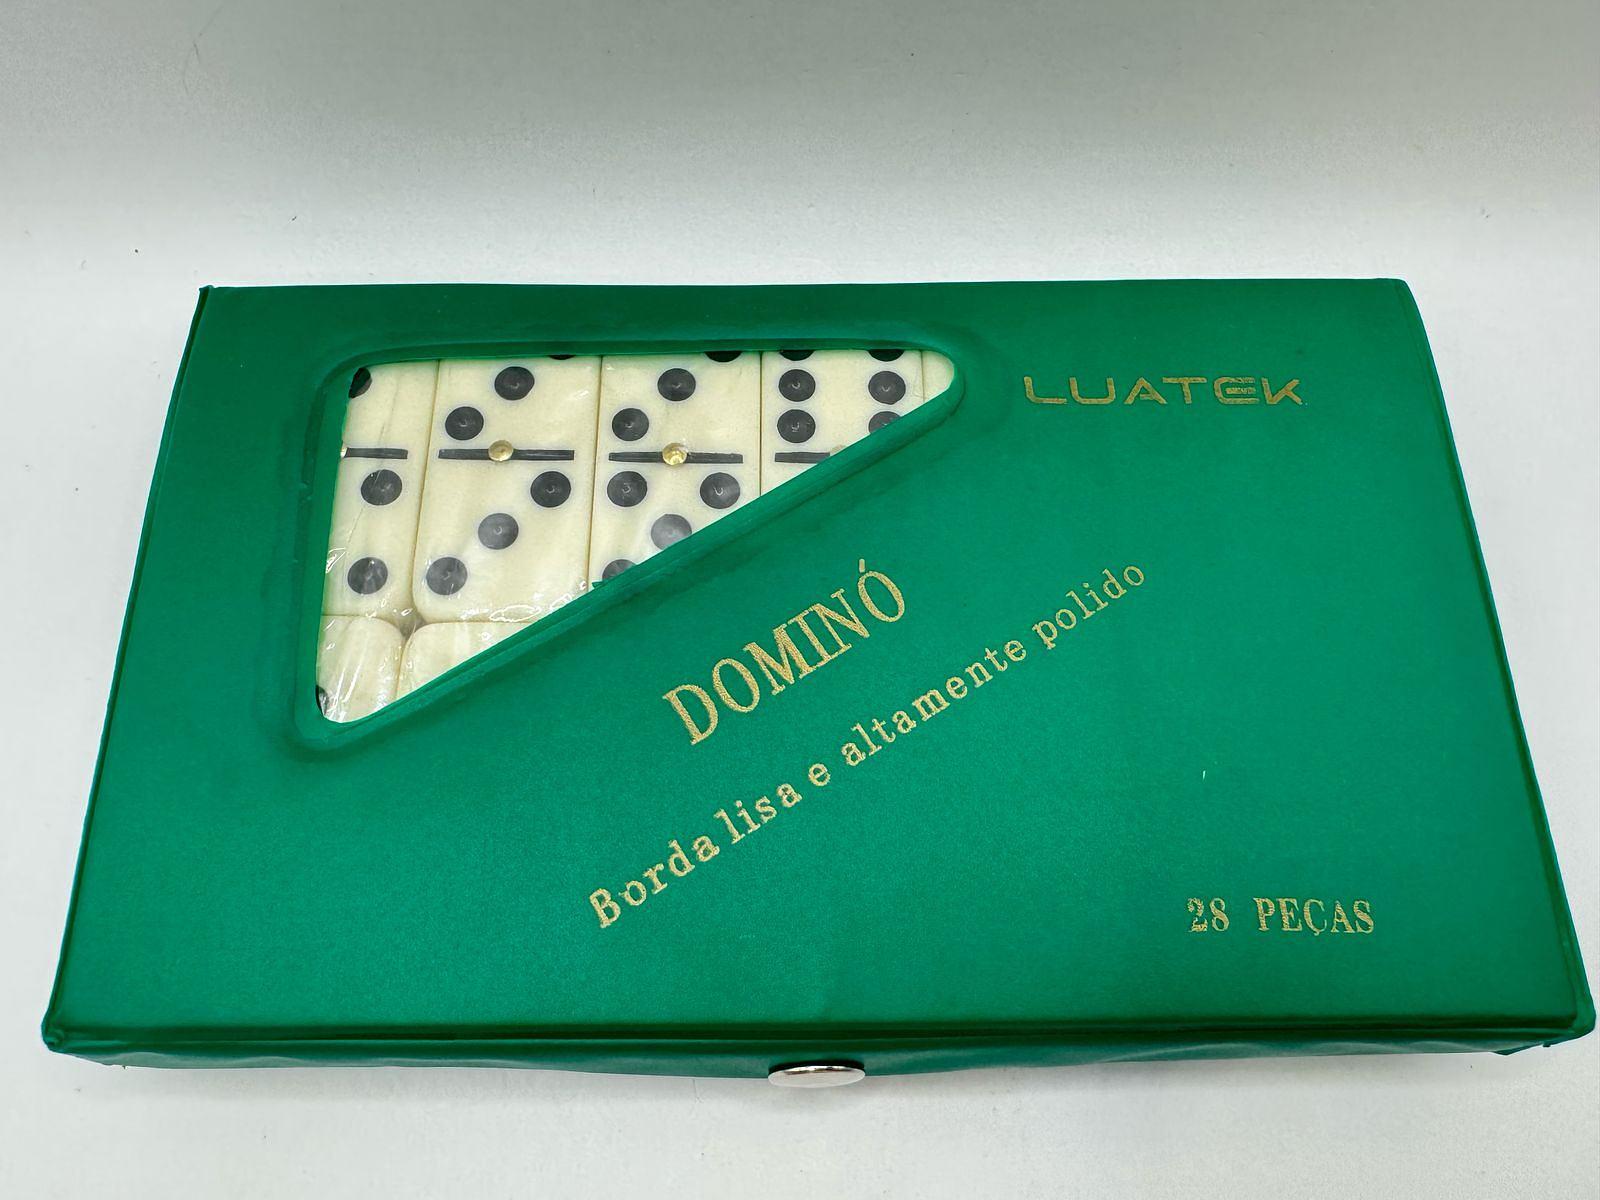 LUATEK
DOMINÓ
Borda lisa e altamente polido
28 PEÇAS